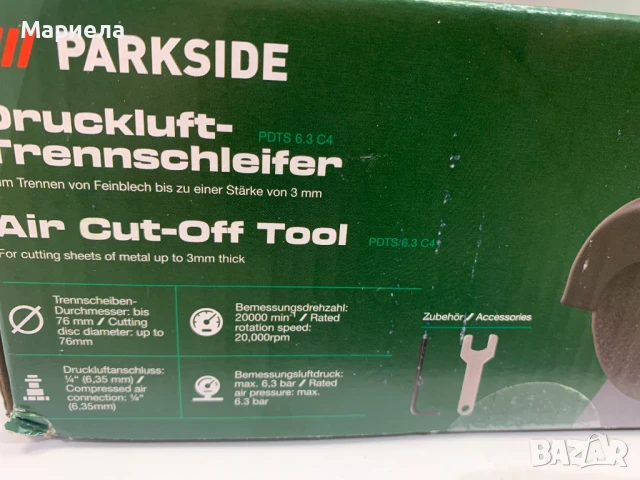 Мариела
PARKSIDE
Druckluft-
PDTS 6.3 C4
Trennschleifer
um Trennen von Feinblech bis zu einer Stärke von 3 mm
Air Cut-Off Tool
PDTS 6.3 C4
For cutting sheets of metal up to 3mm thick
Trennscheiben-
Durchmesser: bis
76 mm / Cutting
disc diameter: up to
76mm
Bemessungsdrehzahl:
20000 min⁻¹ / Rated
rotation speed:
20,000rpm
Zubehör / Accessories
Druckluftanschluss:
¼" (6,35 mm) /
Compressed air
connection: ¼"
(6.35mm)
Bemessungsluftdruck:
max. 6,3 bar / Rated
air pressure: max.
6.3 bar
BAZAR